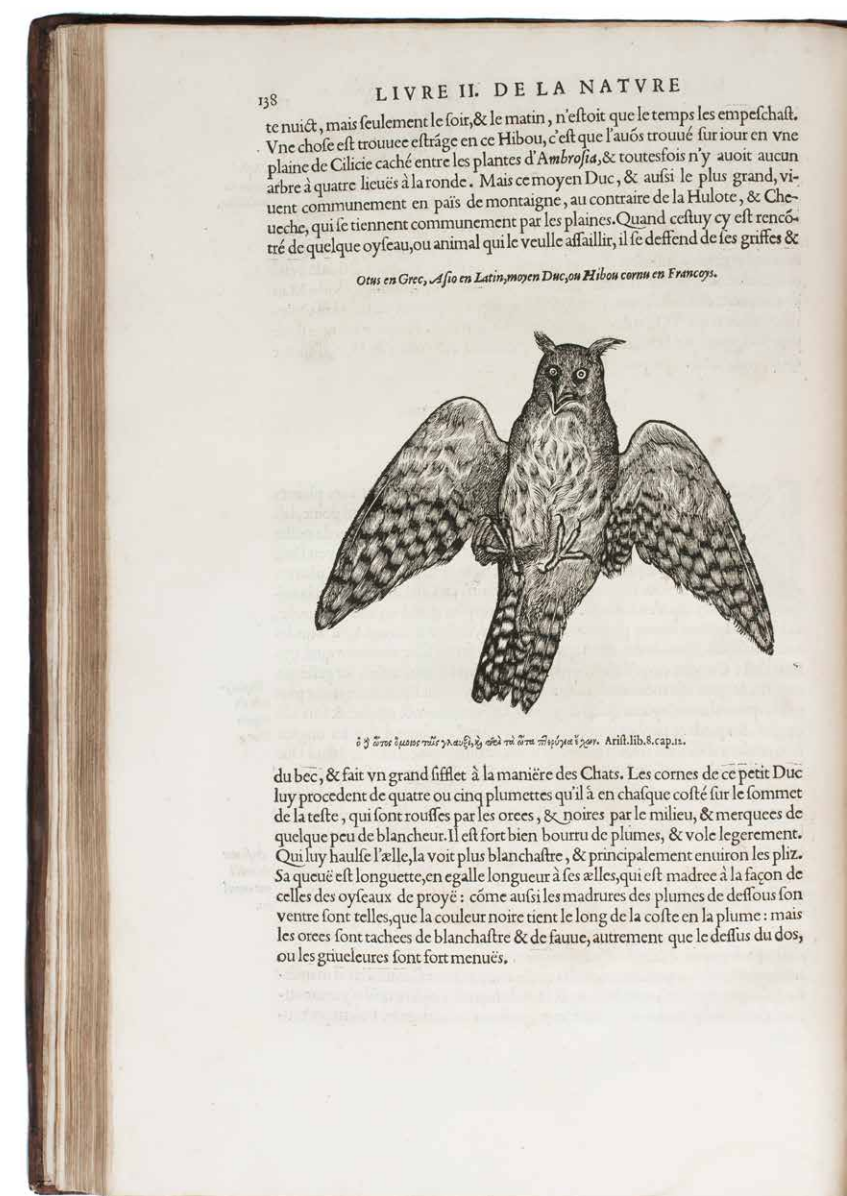 138
LIVRE II. DE LA NATVRE
te nuict, mais ſeulement le ſoir, & le matin, n'eſtoit que le temps les empeſchaſt.
Vne choſe eſt trouuee eſtrãge en ce Hibou, c'eſt que l'auõs trouué ſur iour en vne
plaine de Cilicie caché entre les plantes d'Ambroſia, & toutesfois n'y auoit aucun
arbre à quatre lieuës à la ronde. Mais ce moyen Duc, & auſsi le plus grand, vi-
uent communement en païs de montaigne, au contraire de la Hulote, & Che-
ueche, qui ſe tiennent communement par les plaines. Quand ceſtuy cy eſt rencõ-
tré de quelque oyſeau, ou animal qui le veulle aſſaillir, il ſe deffend de ſes griffes &
Otus en Grec, Aſio en Latin, moyen Duc, ou Hibou cornu en Francoys.
Ariſt. lib. 8. cap. 12.
du bec, & fait vn grand ſifflet à la maniëre des Chats. Les cornes de ce petit Duc
luy procedent de quatre ou cinq plumettes qu'il à en chaſque coſté ſur le ſommet
de la teſte, qui ſont rouſſes par les orees, & noires par le milieu, & merquees de
quelque peu de blancheur. Il eſt fort bien bourru de plumes, & vole legerement.
Qui luy haulſe l'ælle, la voit plus blanchaſtre, & principalement enuiron les pliz.
Sa queuë eſt longuette, en egalle longueur à ſes ælles, qui eſt madree à la façon de
celles des oyſeaux de proyë: cõme auſsi les madrures des plumes de deſſous ſon
ventre ſont telles, que la couleur noire tient le long de la coſte en la plume: mais
les orees ſont tachees de blanchaſtre & de fauue, autrement que le deſſus du dos,
ou les griueleures ſont fort menuës.